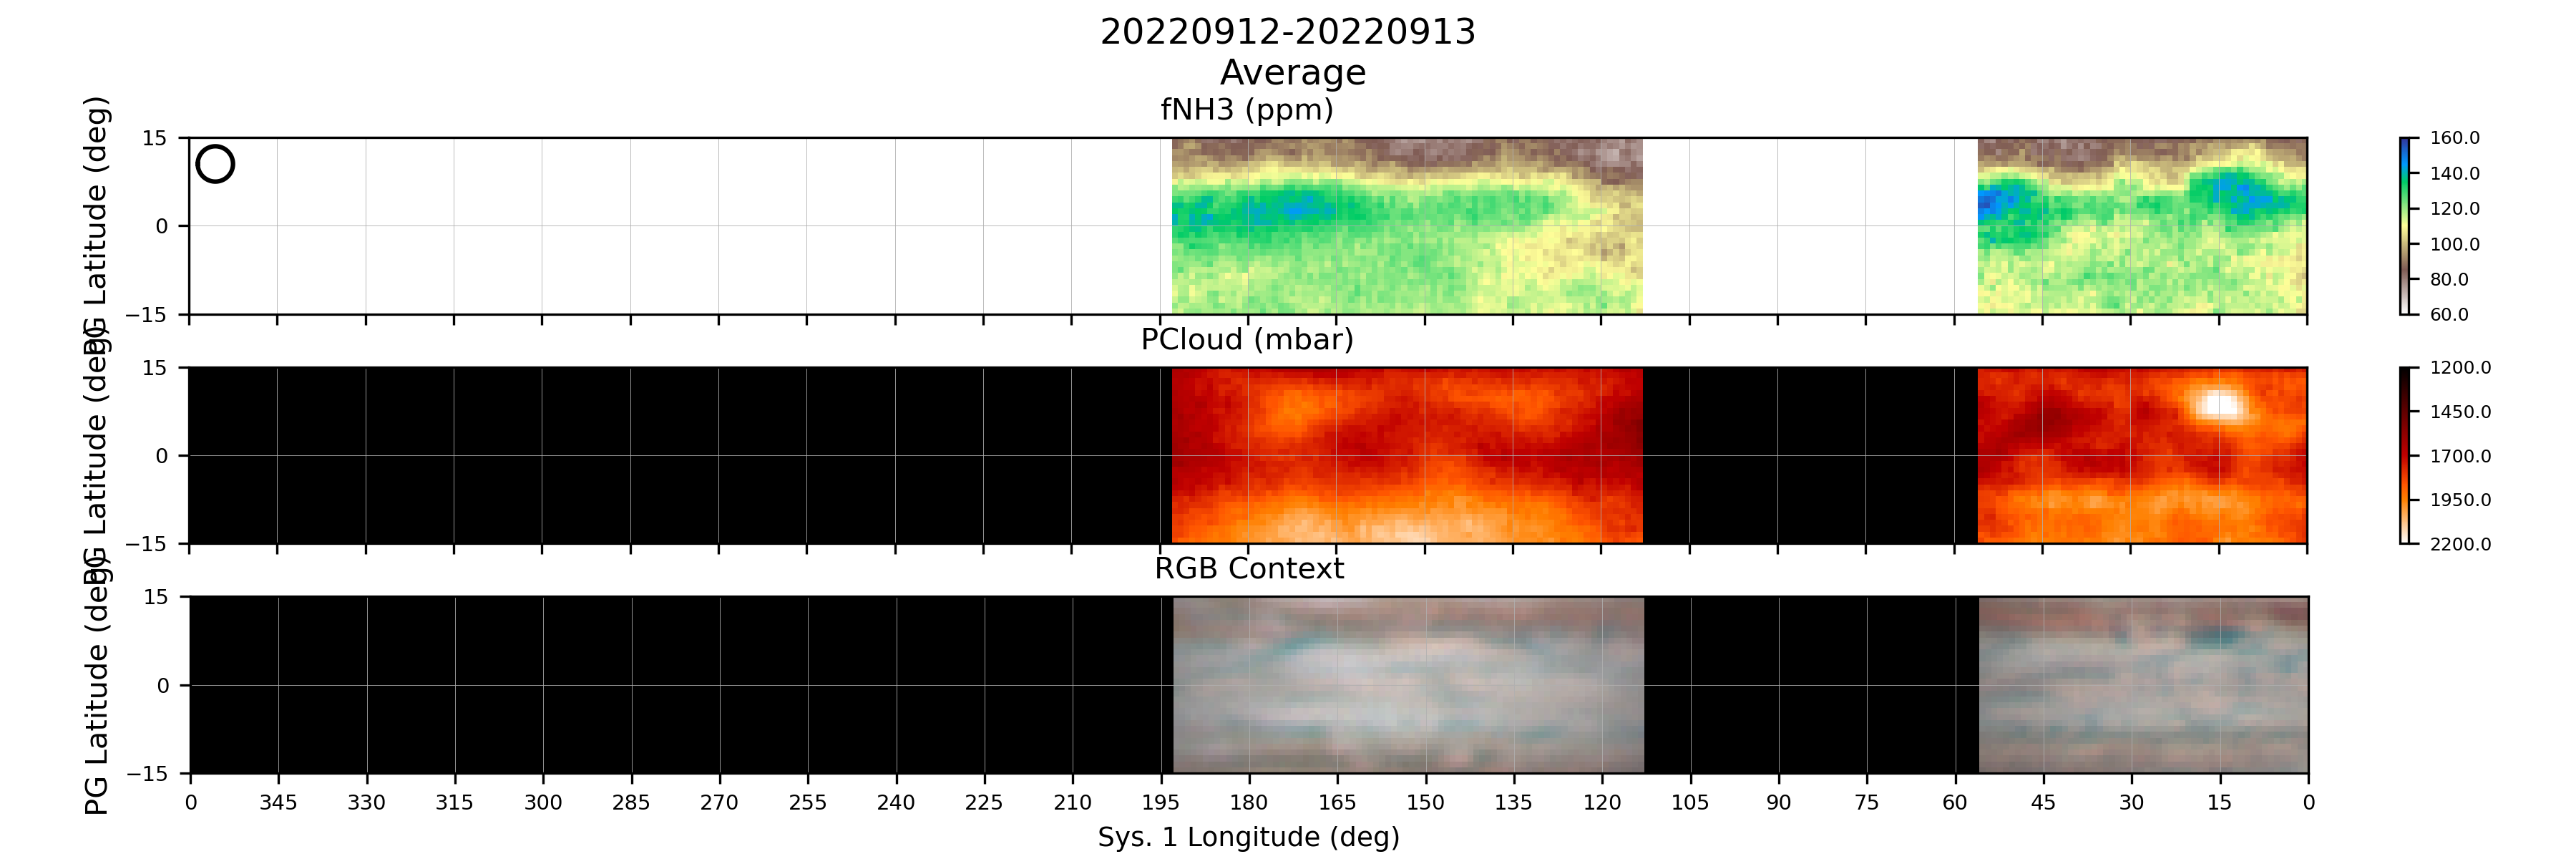 20220912-20220913
Average
fNH3 (ppm)
PG Latitude (deg)
15
0
−15
160.0
140.0
120.0
100.0
80.0
60.0
PCloud (mbar)
PG Latitude (deg)
15
0
−15
1200.0
1450.0
1700.0
1950.0
2200.0
RGB Context
PG Latitude (deg)
15
0
−15
0 345 330 315 300 285 270 255 240 225 210 195 180 165 150 135 120 105 90 75 60 45 30 15 0
Sys. 1 Longitude (deg)